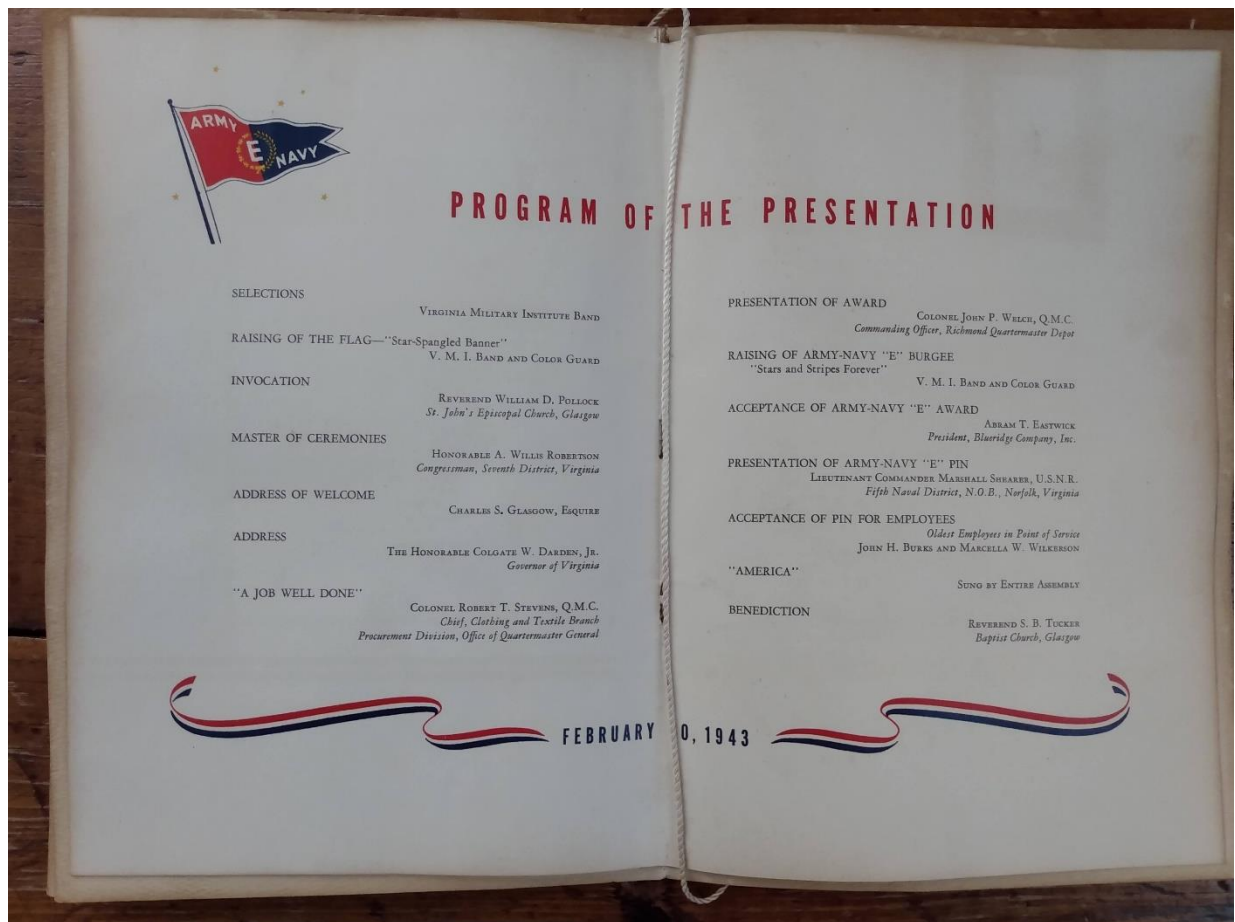 ARMY E NAVY
PROGRAM OF THE PRESENTATION
SELECTIONS
VIRGINIA MILITARY INSTITUTE BAND
RAISING OF THE FLAG—"Star-Spangled Banner"
V. M. I. BAND AND COLOR GUARD
INVOCATION
REVEREND WILLIAM D. POLLOCK
St. John's Episcopal Church, Glasgow
MASTER OF CEREMONIES
HONORABLE A. WILLIS ROBERTSON
Congressman, Seventh District, Virginia
ADDRESS OF WELCOME
CHARLES S. GLASGOW, ESQUIRE
ADDRESS
THE HONORABLE COLGATE W. DARDEN, JR.
Governor of Virginia
"A JOB WELL DONE"
COLONEL ROBERT T. STEVENS, Q.M.C.
Chief, Clothing and Textile Branch
Procurement Division, Office of Quartermaster General
PRESENTATION OF AWARD
COLONEL JOHN P. WELCH, Q.M.C.
Commanding Officer, Richmond Quartermaster Depot
RAISING OF ARMY-NAVY "E" BURGEE
"Stars and Stripes Forever"
V. M. I. BAND AND COLOR GUARD
ACCEPTANCE OF ARMY-NAVY "E" AWARD
ABRAM T. EASTWICK
President, Blueridge Company, Inc.
PRESENTATION OF ARMY-NAVY "E" PIN
LIEUTENANT COMMANDER MARSHALL SHEARER, U.S.N.R.
Fifth Naval District, N.O.B., Norfolk, Virginia
ACCEPTANCE OF PIN FOR EMPLOYEES
Oldest Employees in Point of Service
JOHN H. BURKS AND MARCELLA W. WILKERSON
"AMERICA"
SUNG BY ENTIRE ASSEMBLY
BENEDICTION
REVEREND S. B. TUCKER
Baptist Church, Glasgow
FEBRUARY 0, 1943